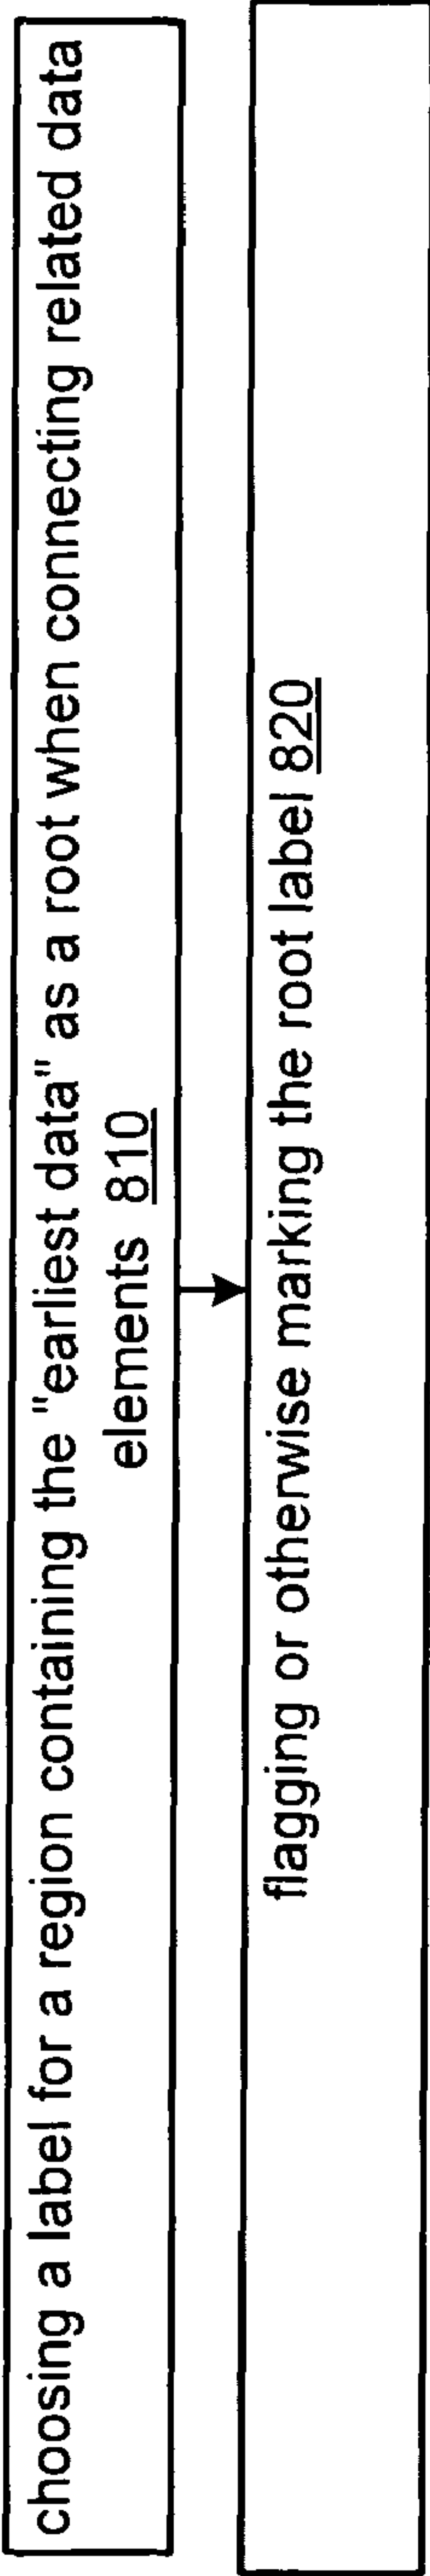 choosing a label for a region containing the "earliest data" as a root when connecting related data
elements 810
flagging or otherwise marking the root label 820